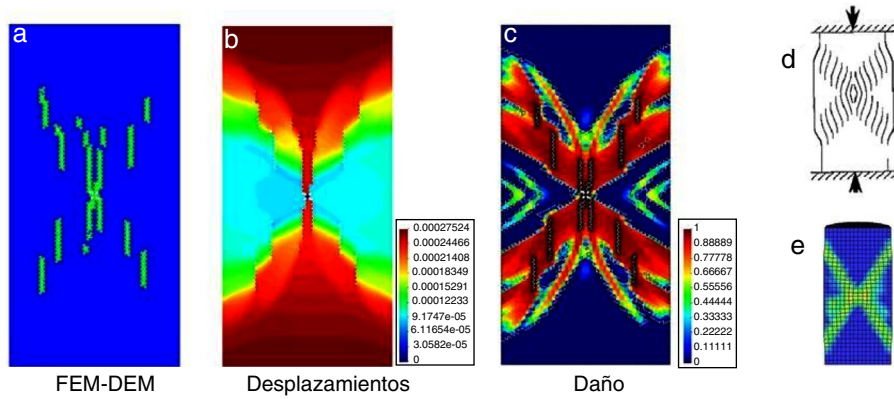 a
b
c
d
e
0.00027524
0.00024466
0.00021408
0.00018349
0.00015291
0.00012233
9.1747e-05
6.11654e-05
3.0582e-05
0
1
0.88889
0.77778
0.66667
0.55556
0.44444
0.33333
0.22222
0.11111
0
FEM-DEM
Desplazamientos
Daño